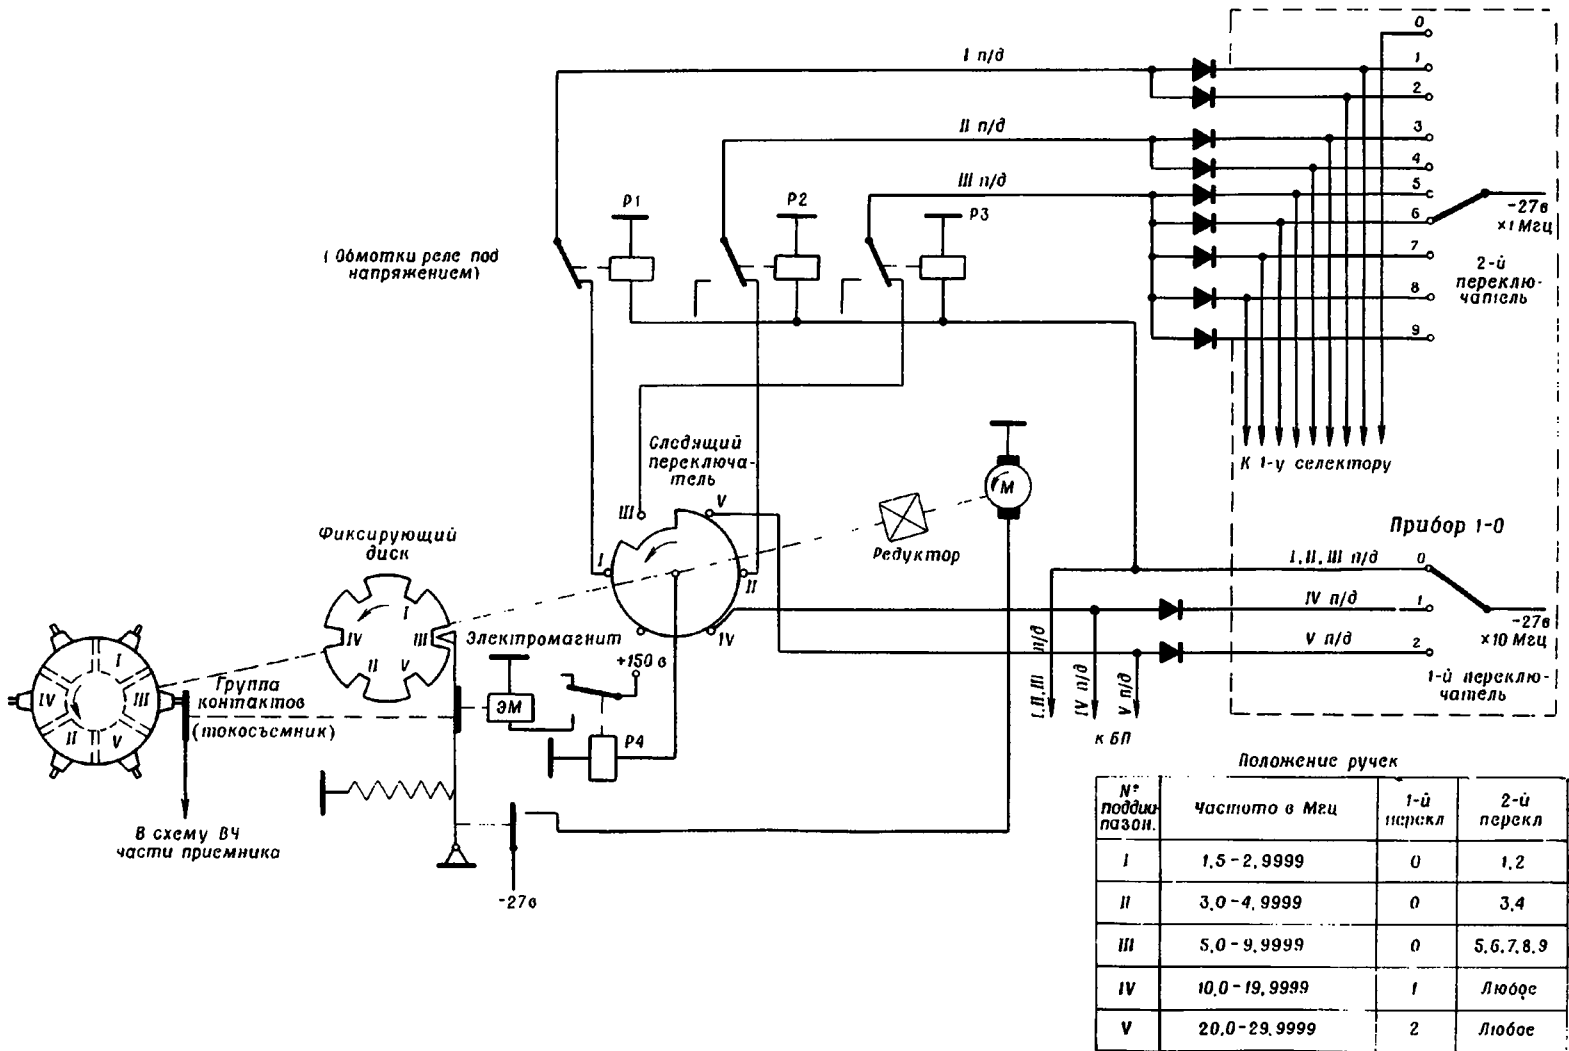 I п/д
II п/д
III п/д
0
1
2
3
4
5
6
7
8
9
-27в
×1 Мгц
2-й
переклю-
чатель
Р1
Р2
Р3
(Обмотки реле под
напряжением)
К 1-у селектору
Следящий
переключа-
тель
I
III
V
II
IV
М
Редуктор
Прибор 1-0
I, II, III п/д
0
IV п/д
1
V п/д
2
-27в
×10 Мгц
1-й переклю-
чатель
I, II, III п/д
IV п/д
V п/д
к БП
Фиксирующий
диск
I
IV
III
II
V
Электромагнит
+150 в
ЭМ
Р4
I
IV
III
II
V
Группа
контактов
(токосъемник)
В схему ВЧ
части приемника
-27в
Положение ручек
№
поддиа-
пазон.
Частото в Мгц
1-й
перекл
2-й
перекл
I 1,5-2,9999 0 1,2
II 3,0-4,9999 0 3,4
III 5,0-9,9999 0 5,6,7,8,9
IV 10,0-19,9999 1 Любое
V 20,0-29,9999 2 Любое